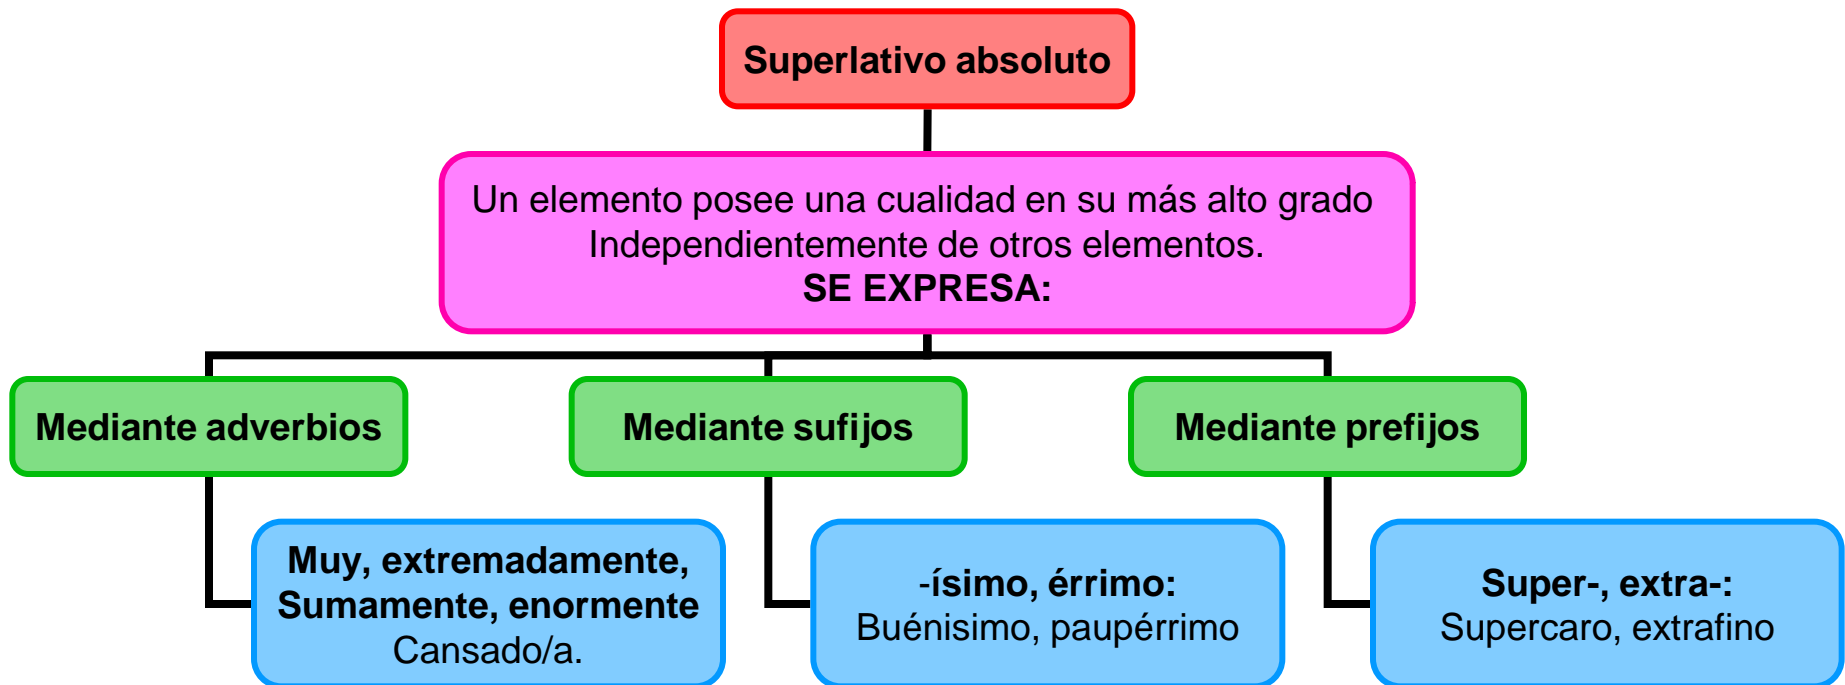 Superlativo absoluto
Un elemento posee una cualidad en su más alto grado
Independientemente de otros elementos.
SE EXPRESA:
Mediante adverbios
Mediante sufijos
Mediante prefijos
Muy, extremadamente,
Sumamente, enormente
Cansado/a.
-ísimo, érrimo:
Buénisimo, paupérrimo
Super-, extra-:
Supercaro, extrafino